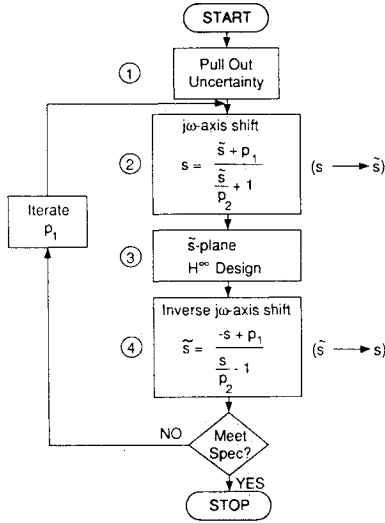 START
1
Pull Out
Uncertainty
2
jω-axis shift
s = (s̃ + p₁) / (s̃/p₂ + 1)
(s → s̃)
Iterate
p₁
3
s̃-plane
H∞ Design
4
Inverse jω-axis shift
s̃ = (-s + p₁) / (s/p₂ - 1)
(s̃ → s)
NO
Meet
Spec?
YES
STOP